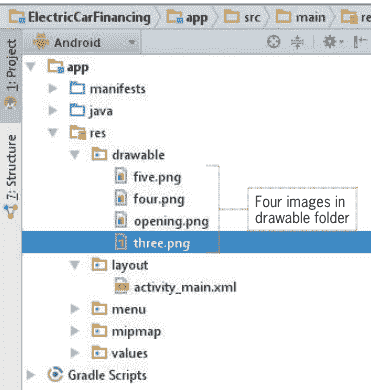 ElectricCarFinancing app src main re
1: Project
Android
app
manifests
java
res
drawable
five.png
four.png
opening.png
three.png
Four images in
drawable folder
7: Structure
layout
activity_main.xml
menu
mipmap
values
Gradle Scripts